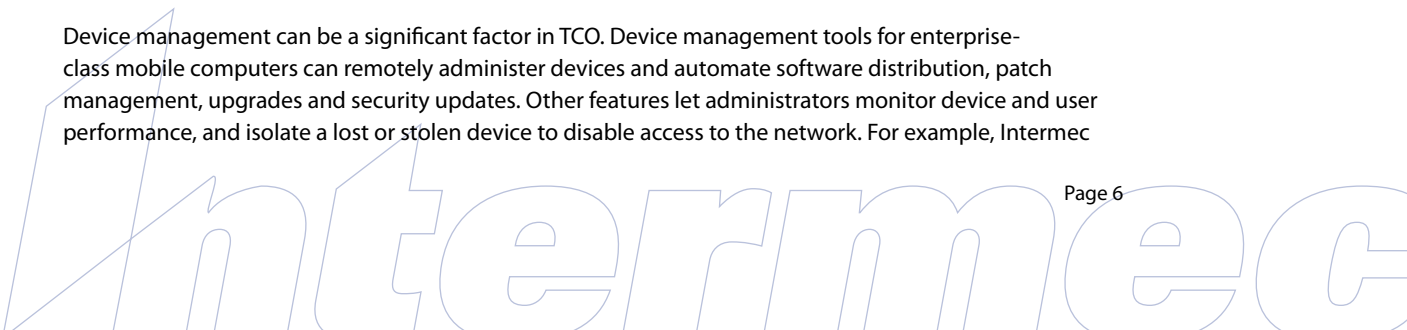 Device management can be a significant factor in TCO. Device management tools for enterprise-
class mobile computers can remotely administer devices and automate software distribution, patch
management, upgrades and security updates. Other features let administrators monitor device and user
performance, and isolate a lost or stolen device to disable access to the network. For example, Intermec
Page 6
Intermec